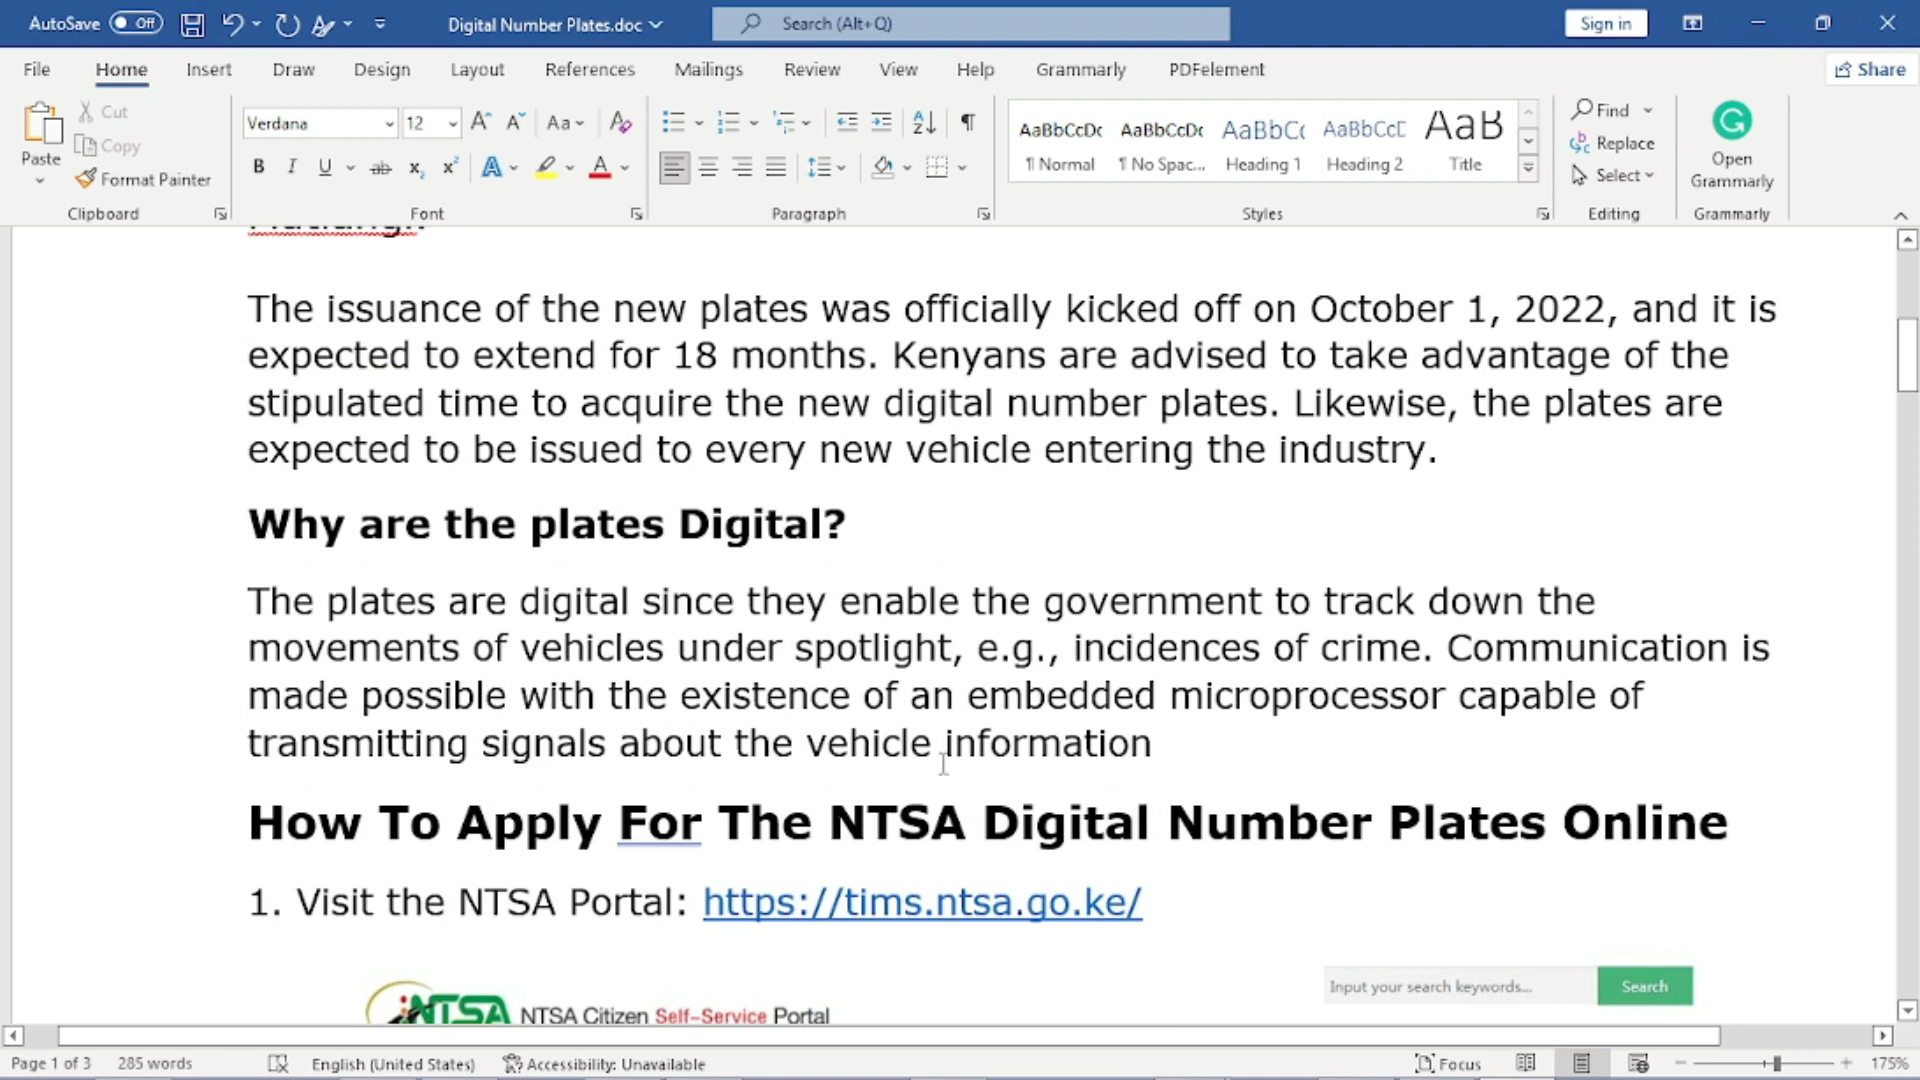 AutoSave Off Digital Number Plates.doc Search (Alt+Q) Sign in
File Home Insert Draw Design Layout References Mailings Review View Help Grammarly PDFelement Share
Paste
Cut
Copy
Format Painter
Clipboard
Verdana 12
Font
Paragraph
AaBbCcDc AaBbCcDc AaBbCc AaBbCcD AaB
¶ Normal ¶ No Spac... Heading 1 Heading 2 Title
Styles
Find
Replace
Select
Editing
Open
Grammarly
Grammarly
The issuance of the new plates was officially kicked off on October 1, 2022, and it is
expected to extend for 18 months. Kenyans are advised to take advantage of the
stipulated time to acquire the new digital number plates. Likewise, the plates are
expected to be issued to every new vehicle entering the industry.
Why are the plates Digital?
The plates are digital since they enable the government to track down the
movements of vehicles under spotlight, e.g., incidences of crime. Communication is
made possible with the existence of an embedded microprocessor capable of
transmitting signals about the vehicle information
How To Apply For The NTSA Digital Number Plates Online
1. Visit the NTSA Portal: https://tims.ntsa.go.ke/
NTSA NTSA Citizen Self-Service Portal
Input your search keywords... Search
Page 1 of 3 285 words English (United States) Accessibility: Unavailable Focus 175%